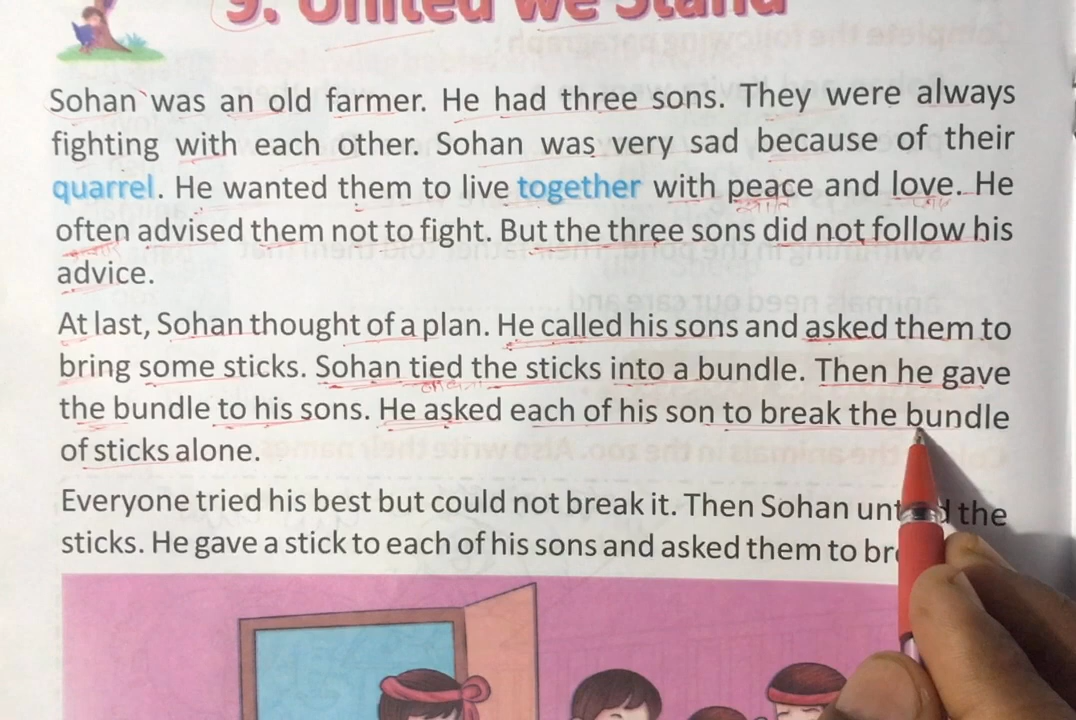 9. United we Stand
Sohan was an old farmer. He had three sons. They were always
fighting with each other. Sohan was very sad because of their
quarrel. He wanted them to live together with peace and love. He
often advised them not to fight. But the three sons did not follow his
advice.
At last, Sohan thought of a plan. He called his sons and asked them to
bring some sticks. Sohan tied the sticks into a bundle. Then he gave
the bundle to his sons. He asked each of his son to break the bundle
of sticks alone.
Everyone tried his best but could not break it. Then Sohan the
sticks. He gave a stick to each of his sons and asked them to